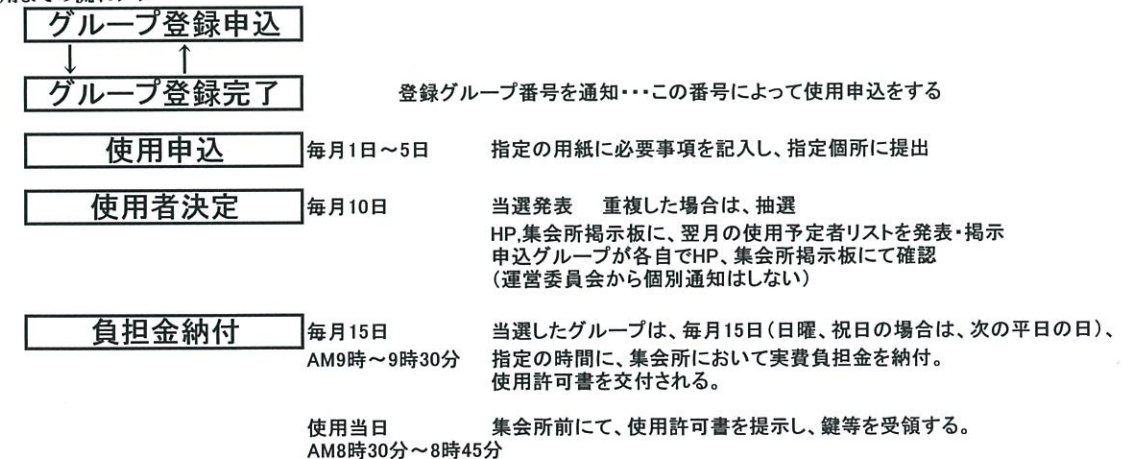 グループ登録申込
↓ ↑
グループ登録完了 登録グループ番号を通知・・・この番号によって使用申込をする
使用申込 毎月1日～5日 指定の用紙に必要事項を記入し、指定個所に提出
使用者決定 毎月10日 当選発表 重複した場合は、抽選
HP,集会所掲示板に、翌月の使用予定者リストを発表・掲示
申込グループが各自でHP、集会所掲示板にて確認
(運営委員会から個別通知はしない)
負担金納付 毎月15日 当選したグループは、毎月15日(日曜、祝日の場合は、次の平日の日)、
AM9時～9時30分 指定の時間に、集会所において実費負担金を納付。
使用許可書を交付される。
使用当日 集会所前にて、使用許可書を提示し、鍵等を受領する。
AM8時30分～8時45分